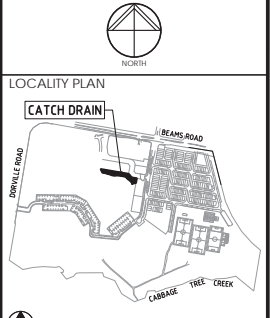 NORTH
LOCALITY PLAN
CATCH DRAIN
BEAMS ROAD
DORVILLE ROAD
CABBAGE TREE CREEK